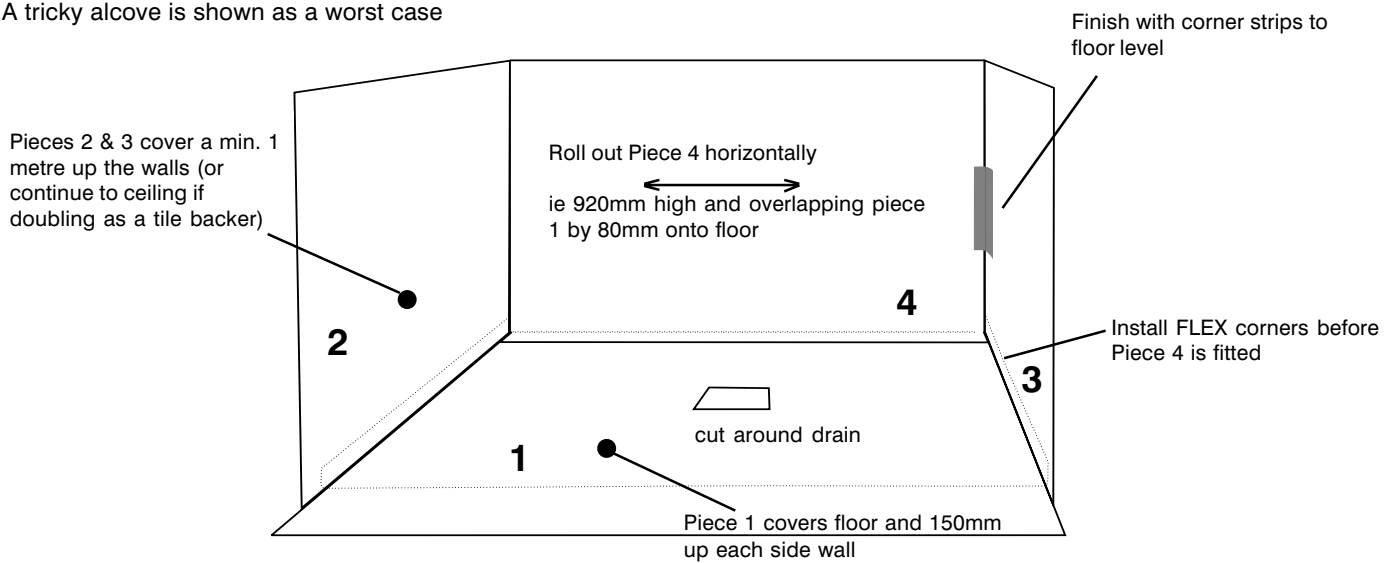 A tricky alcove is shown as a worst case
Finish with corner strips to
floor level
Pieces 2 & 3 cover a min. 1
metre up the walls (or
continue to ceiling if
doubling as a tile backer)
Roll out Piece 4 horizontally
ie 920mm high and overlapping piece
1 by 80mm onto floor
4
2
Install FLEX corners before
Piece 4 is fitted
3
cut around drain
1
Piece 1 covers floor and 150mm
up each side wall